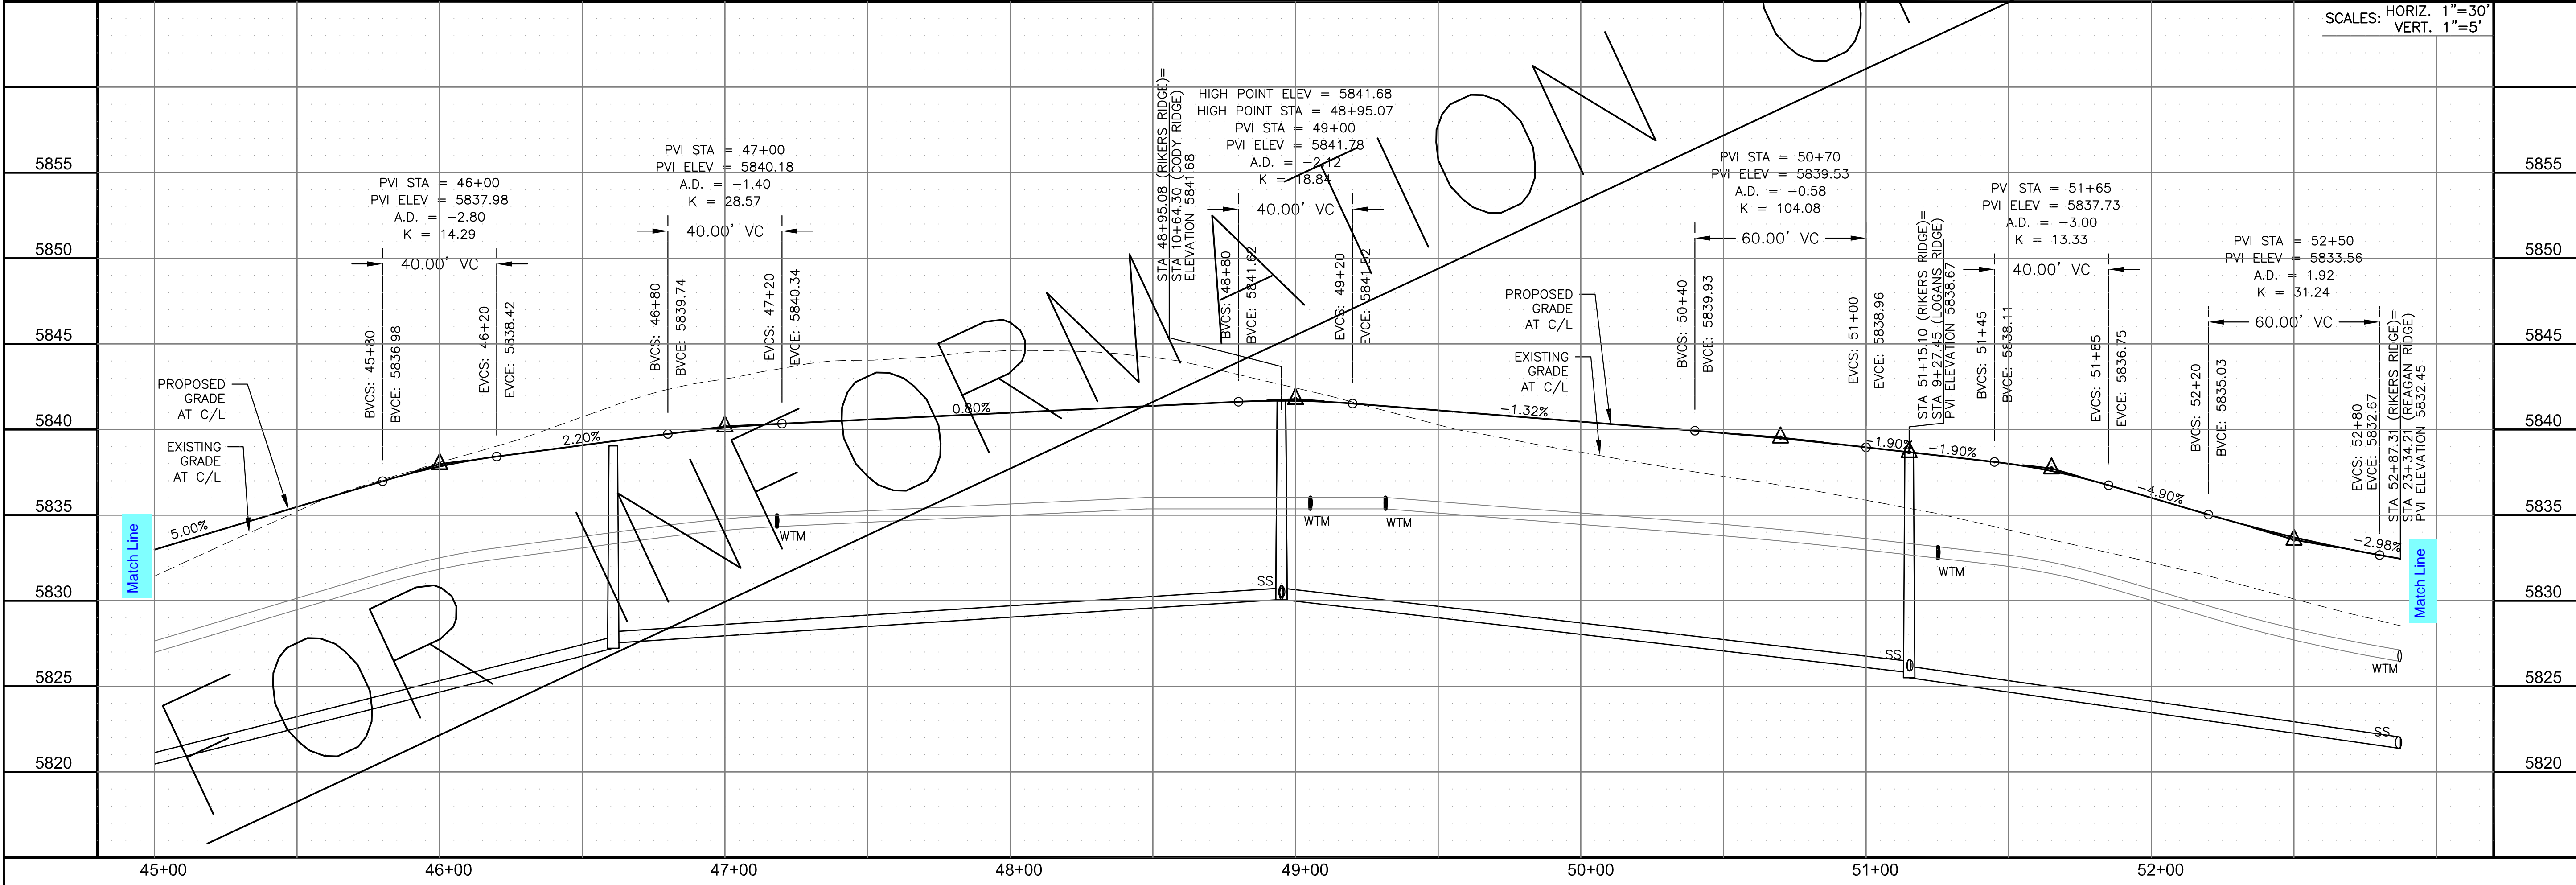 SCALES: HORIZ. 1"=30'
VERT. 1"=5'
FOR INFORMATION
5855
5850
5845
5840
5835
5830
5825
5820
5855
5850
5845
5840
5835
5830
5825
5820
PVI STA = 46+00
PVI ELEV = 5837.98
A.D. = -2.80
K = 14.29
40.00' VC
BVCS: 45+80
BVCE: 5836.98
EVCS: 46+20
EVCE: 5838.42
PROPOSED
GRADE
AT C/L
EXISTING
GRADE
AT C/L
Match Line
5.00%
2.20%
PVI STA = 47+00
PVI ELEV = 5840.18
A.D. = -1.40
K = 28.57
40.00' VC
BVCS: 46+80
BVCE: 5839.74
EVCS: 47+20
EVCE: 5840.34
WTM
0.80%
STA 48+95.08 (RIKERS RIDGE)=
STA 10+64.30 (CODY RIDGE)
ELEVATION 5841.68
HIGH POINT ELEV = 5841.68
HIGH POINT STA = 48+95.07
PVI STA = 49+00
PVI ELEV = 5841.78
A.D. = -2.12
K = 18.84
40.00' VC
BVCS: 48+80
BVCE: 5841.62
EVCS: 49+20
EVCE: 5841.52
SS
WTM
WTM
-1.32%
PROPOSED
GRADE
AT C/L
EXISTING
GRADE
AT C/L
PVI STA = 50+70
PVI ELEV = 5839.53
A.D. = -0.58
K = 104.08
60.00' VC
BVCS: 50+40
BVCE: 5839.93
EVCS: 51+00
EVCE: 5838.96
-1.90%
STA 51+15.10 (RIKERS RIDGE)=
STA 9+27.45 (LOGANS RIDGE)
PVI ELEVATION 5838.67
-1.90%
SS
WTM
PV STA = 51+65
PVI ELEV = 5837.73
A.D. = -3.00
K = 13.33
40.00' VC
BVCS: 51+45
BVCE: 5838.11
EVCS: 51+85
EVCE: 5836.75
-4.90%
PVI STA = 52+50
PVI ELEV = 5833.56
A.D. = 1.92
K = 31.24
60.00' VC
BVCS: 52+20
BVCE: 5835.03
EVCS: 52+80
EVCE: 5832.67
STA 52+87.31 (RIKERS RIDGE)=
STA 23+34.21 (REAGAN RIDGE)
PVI ELEVATION 5832.45
-2.98%
Match Line
WTM
SS
45+00
46+00
47+00
48+00
49+00
50+00
51+00
52+00